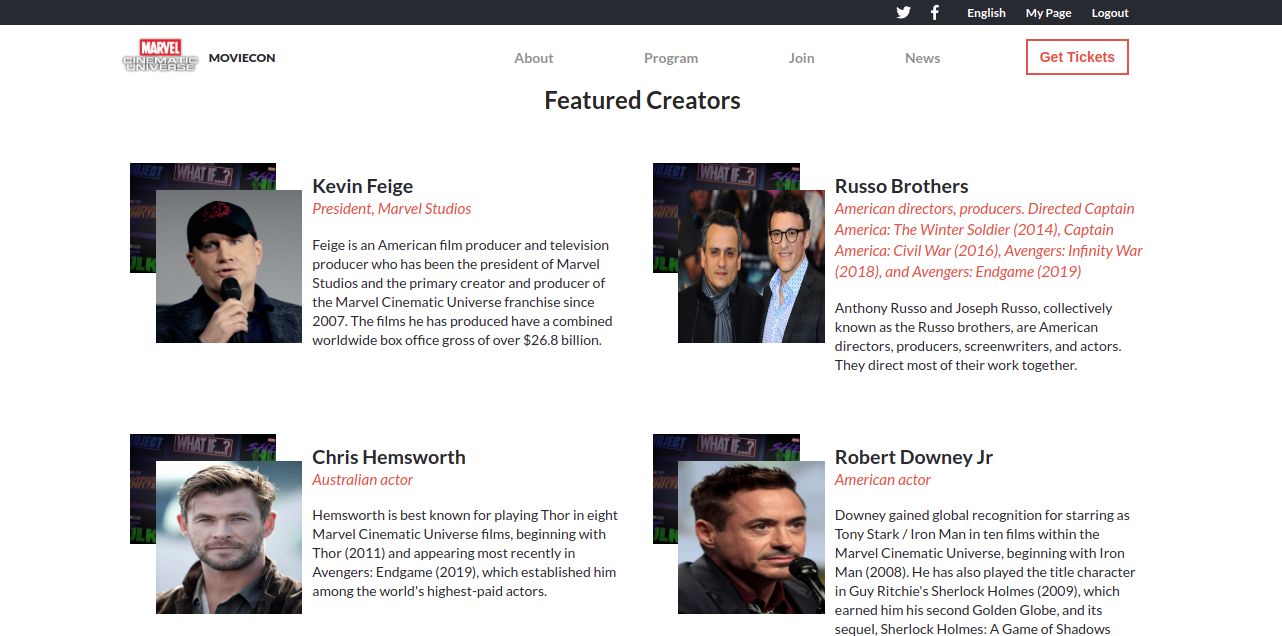 English My Page Logout
MARVEL
CINEMATIC
UNIVERSE
MOVIECON
About Program Join News Get Tickets
Featured Creators
WHAT IF...?
Kevin Feige
President, Marvel Studios
Feige is an American film producer and television
producer who has been the president of Marvel
Studios and the primary creator and producer of
the Marvel Cinematic Universe franchise since
2007. The films he has produced have a combined
worldwide box office gross of over $26.8 billion.
WHAT IF...?
Russo Brothers
American directors, producers. Directed Captain
America: The Winter Soldier (2014), Captain
America: Civil War (2016), Avengers: Infinity War
(2018), and Avengers: Endgame (2019)
Anthony Russo and Joseph Russo, collectively
known as the Russo brothers, are American
directors, producers, screenwriters, and actors.
They direct most of their work together.
WHAT IF...?
Chris Hemsworth
Australian actor
Hemsworth is best known for playing Thor in eight
Marvel Cinematic Universe films, beginning with
Thor (2011) and appearing most recently in
Avengers: Endgame (2019), which established him
among the world's highest-paid actors.
WHAT IF...?
Robert Downey Jr
American actor
Downey gained global recognition for starring as
Tony Stark / Iron Man in ten films within the
Marvel Cinematic Universe, beginning with Iron
Man (2008). He has also played the title character
in Guy Ritchie's Sherlock Holmes (2009), which
earned him his second Golden Globe, and its
sequel, Sherlock Holmes: A Game of Shadows